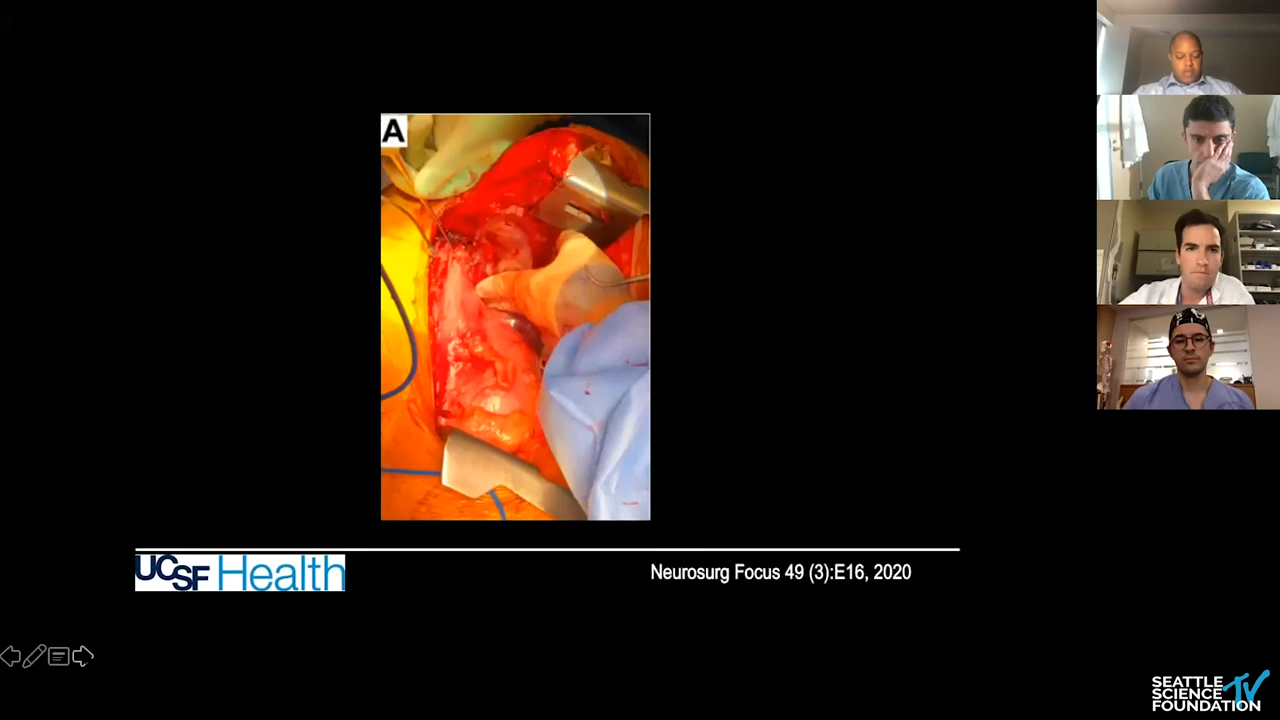 A
UCSF Health
Neurosurg Focus 49 (3):E16, 2020
SEATTLE
SCIENCE
FOUNDATION
TV